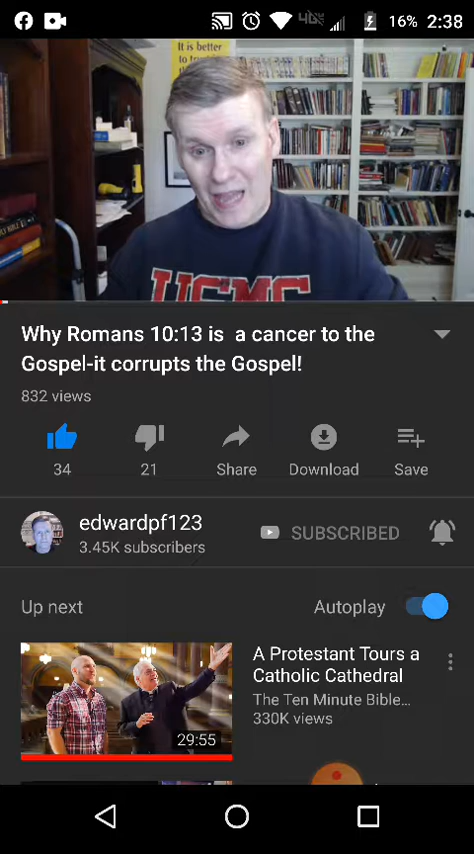 16% 2:38
It is better
USMC
Why Romans 10:13 is a cancer to the
Gospel-it corrupts the Gospel!
832 views
34 21 Share Download Save
edwardpf123
3.45K subscribers
SUBSCRIBED
Up next Autoplay
29:55
A Protestant Tours a
Catholic Cathedral
The Ten Minute Bible...
330K views